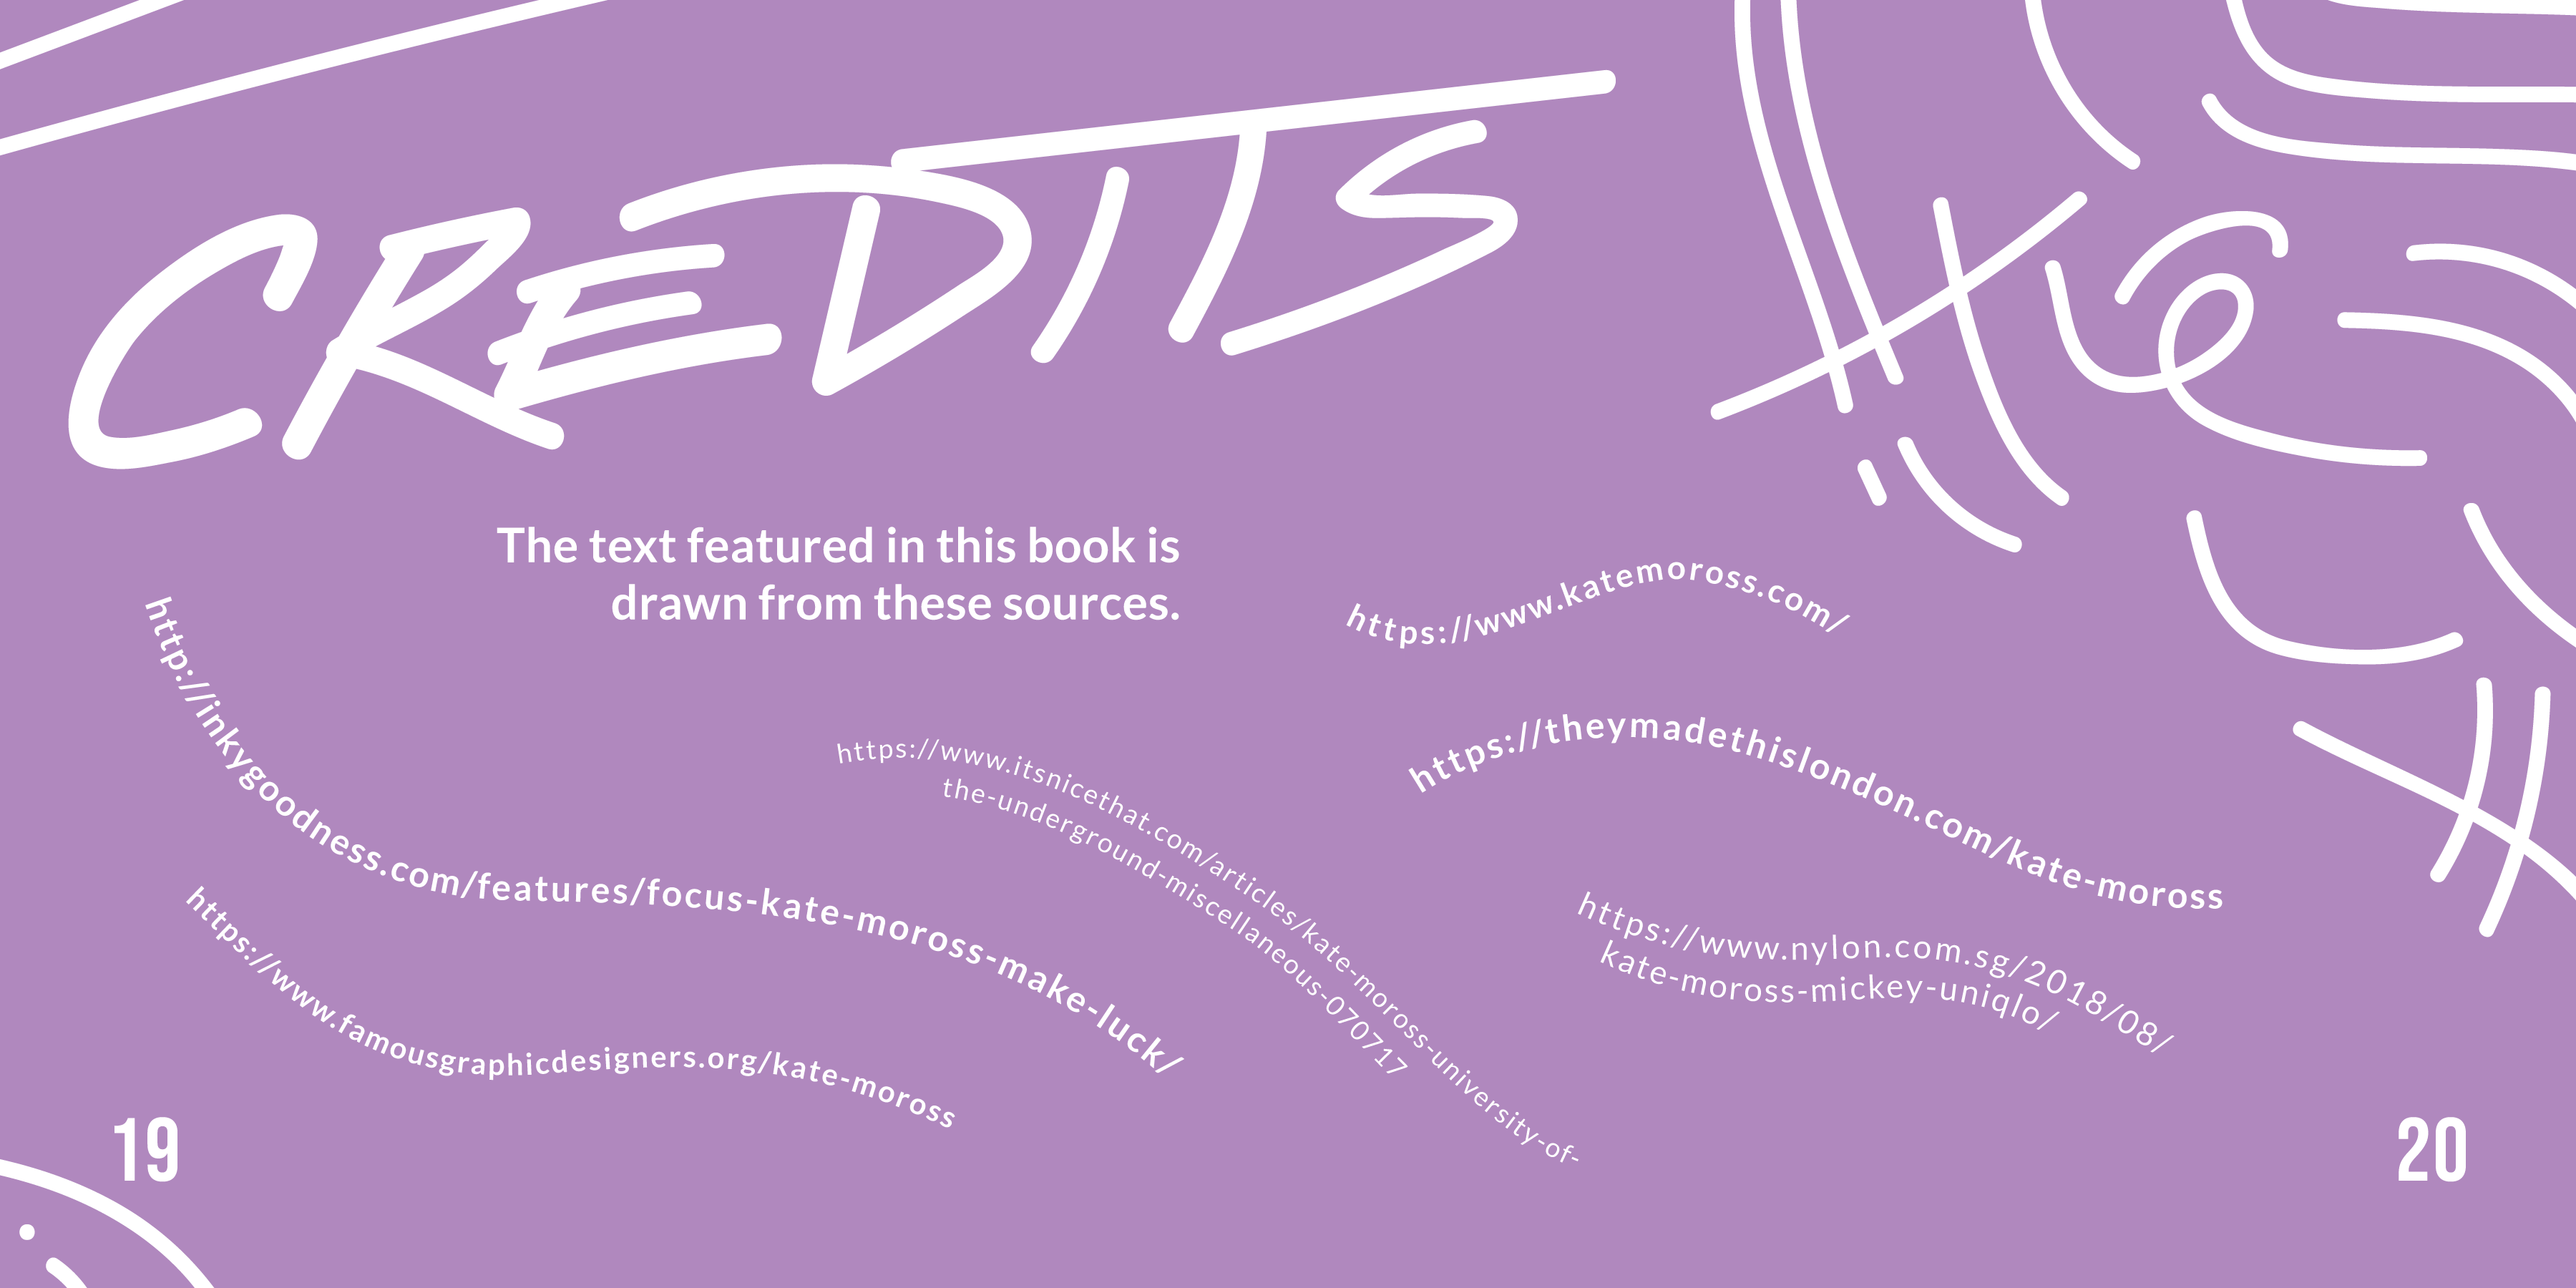 CREDITS
The text featured in this book is
drawn from these sources.
http://inkygoodness.com/features/focus-kate-moross-make-luck/
https://www.famousgraphicdesigners.org/kate-moross
https://www.itsnicethat.com/articles/kate-moross-university-of-
the-underground-miscellaneous-070717
https://www.katemoross.com/
https://theymadethislondon.com/kate-moross
https://www.nylon.com.sg/2018/08/
kate-moross-mickey-uniqlo/
19
20